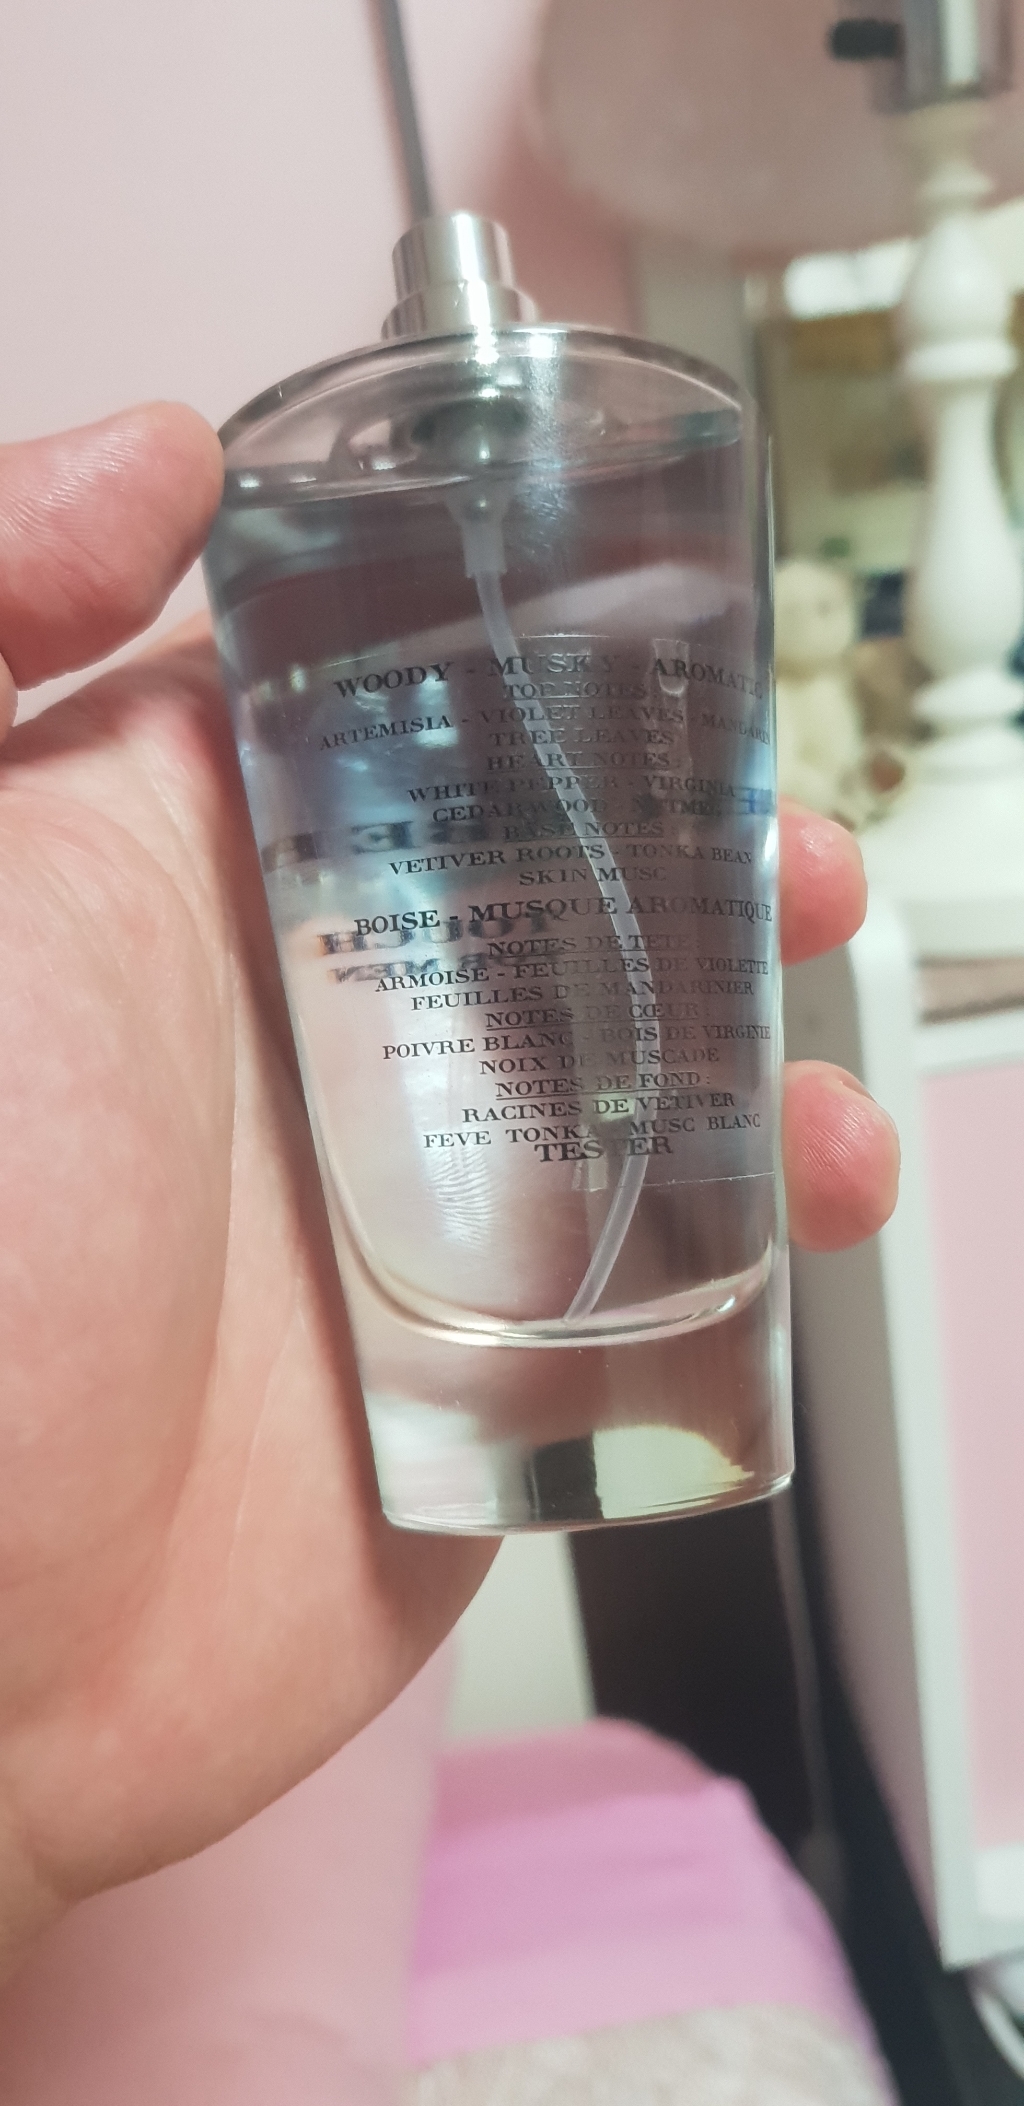 WOODY - MUSKY - AROMATIC
TOP NOTES:
ARTEMISIA - VIOLET LEAVES - MANDARIN
TREE LEAVES
HEART NOTES:
WHITE PEPPER - VIRGINIA
CEDARWOOD NUTMEG
BASE NOTES
VETIVER ROOTS - TONKA BEAN
SKIN MUSC
BOISE - MUSQUE AROMATIQUE
NOTES DE TETE:
ARMOISE - FEUILLES DE VIOLETTE
FEUILLES DE MANDARINIER
NOTES DE CŒUR:
POIVRE BLANC - BOIS DE VIRGINIE
NOIX DE MUSCADE
NOTES DE FOND:
RACINES DE VETIVER
FEVE TONKA MUSC BLANC
TESTER
TOUCH
FOR MEN